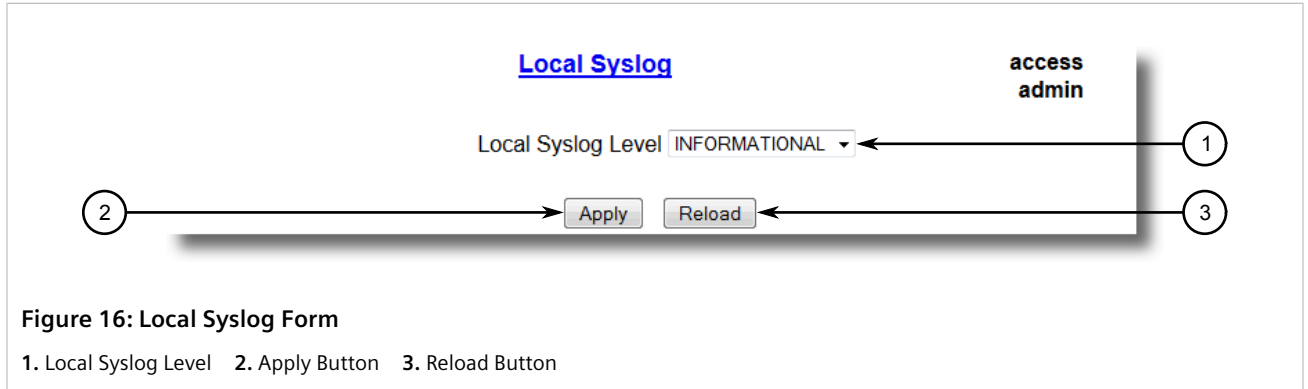 Local Syslog
access
admin
Local Syslog Level INFORMATIONAL
1
2
Apply Reload
3
Figure 16: Local Syslog Form
1. Local Syslog Level 2. Apply Button 3. Reload Button